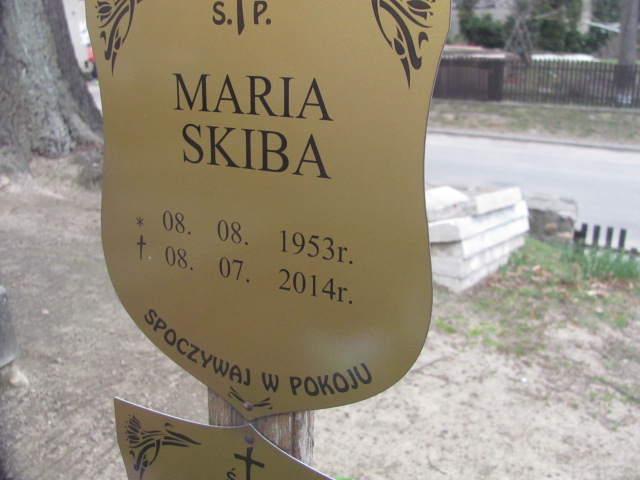 Ś. P.
MARIA
SKIBA
* 08. 08. 1953r.
† 08. 07. 2014r.
SPOCZYWAJ W POKOJU
Ś